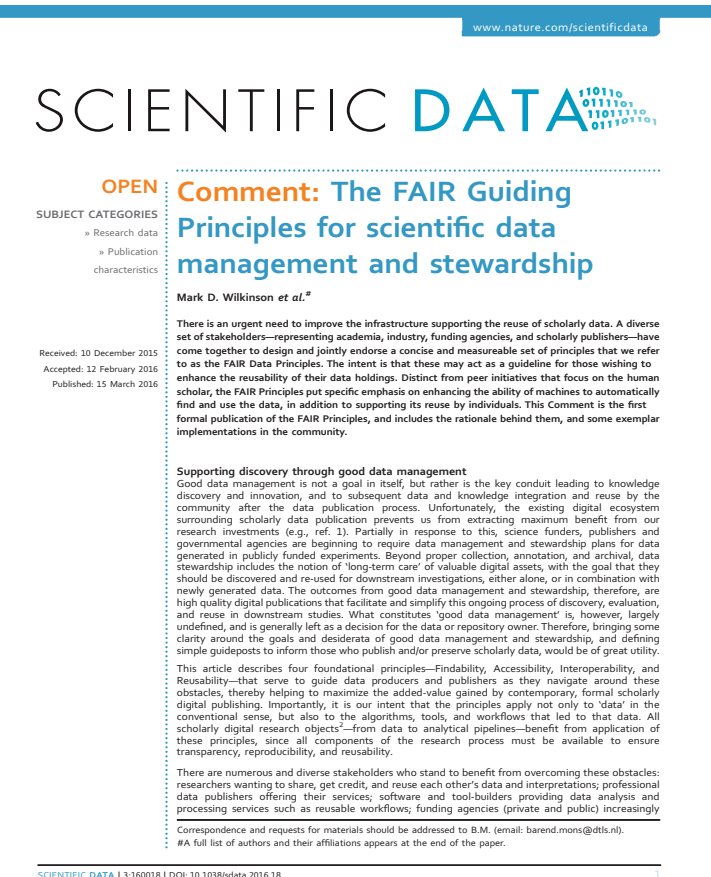 www.nature.com/scientificdata
SCIENTIFIC DATA
110110
0111101
11011110
011101101
OPEN
SUBJECT CATEGORIES
» Research data
» Publication
characteristics
Received: 10 December 2015
Accepted: 12 February 2016
Published: 15 March 2016
Comment: The FAIR Guiding
Principles for scientific data
management and stewardship
Mark D. Wilkinson et al.#
There is an urgent need to improve the infrastructure supporting the reuse of scholarly data. A diverse
set of stakeholders—representing academia, industry, funding agencies, and scholarly publishers—have
come together to design and jointly endorse a concise and measureable set of principles that we refer
to as the FAIR Data Principles. The intent is that these may act as a guideline for those wishing to
enhance the reusability of their data holdings. Distinct from peer initiatives that focus on the human
scholar, the FAIR Principles put specific emphasis on enhancing the ability of machines to automatically
find and use the data, in addition to supporting its reuse by individuals. This Comment is the first
formal publication of the FAIR Principles, and includes the rationale behind them, and some exemplar
implementations in the community.
Supporting discovery through good data management
Good data management is not a goal in itself, but rather is the key conduit leading to knowledge
discovery and innovation, and to subsequent data and knowledge integration and reuse by the
community after the data publication process. Unfortunately, the existing digital ecosystem
surrounding scholarly data publication prevents us from extracting maximum benefit from our
research investments (e.g., ref. 1). Partially in response to this, science funders, publishers and
governmental agencies are beginning to require data management and stewardship plans for data
generated in publicly funded experiments. Beyond proper collection, annotation, and archival, data
stewardship includes the notion of ‘long-term care’ of valuable digital assets, with the goal that they
should be discovered and re-used for downstream investigations, either alone, or in combination with
newly generated data. The outcomes from good data management and stewardship, therefore, are
high quality digital publications that facilitate and simplify this ongoing process of discovery, evaluation,
and reuse in downstream studies. What constitutes ‘good data management’ is, however, largely
undefined, and is generally left as a decision for the data or repository owner. Therefore, bringing some
clarity around the goals and desiderata of good data management and stewardship, and defining
simple guideposts to inform those who publish and/or preserve scholarly data, would be of great utility.
This article describes four foundational principles—Findability, Accessibility, Interoperability, and
Reusability—that serve to guide data producers and publishers as they navigate around these
obstacles, thereby helping to maximize the added-value gained by contemporary, formal scholarly
digital publishing. Importantly, it is our intent that the principles apply not only to ‘data’ in the
conventional sense, but also to the algorithms, tools, and workflows that led to that data. All
scholarly digital research objects2—from data to analytical pipelines—benefit from application of
these principles, since all components of the research process must be available to ensure
transparency, reproducibility, and reusability.
There are numerous and diverse stakeholders who stand to benefit from overcoming these obstacles:
researchers wanting to share, get credit, and reuse each other’s data and interpretations; professional
data publishers offering their services; software and tool-builders providing data analysis and
processing services such as reusable workflows; funding agencies (private and public) increasingly
Correspondence and requests for materials should be addressed to B.M. (email: barend.mons@dtls.nl).
#A full list of authors and their affiliations appears at the end of the paper.
SCIENTIFIC DATA | 3:160018 | DOI: 10.1038/sdata.2016.18
1